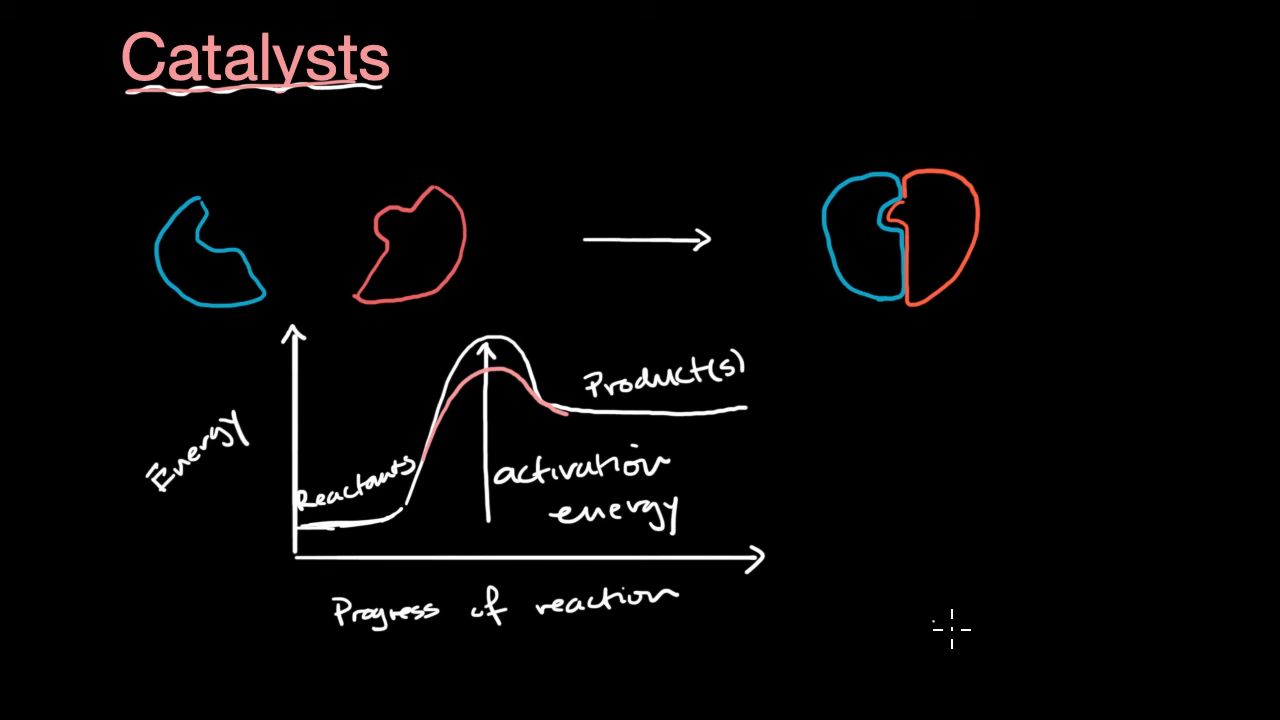 Catalysts
Product(s)
Energy
Reactants
activation
energy
Progress of reaction